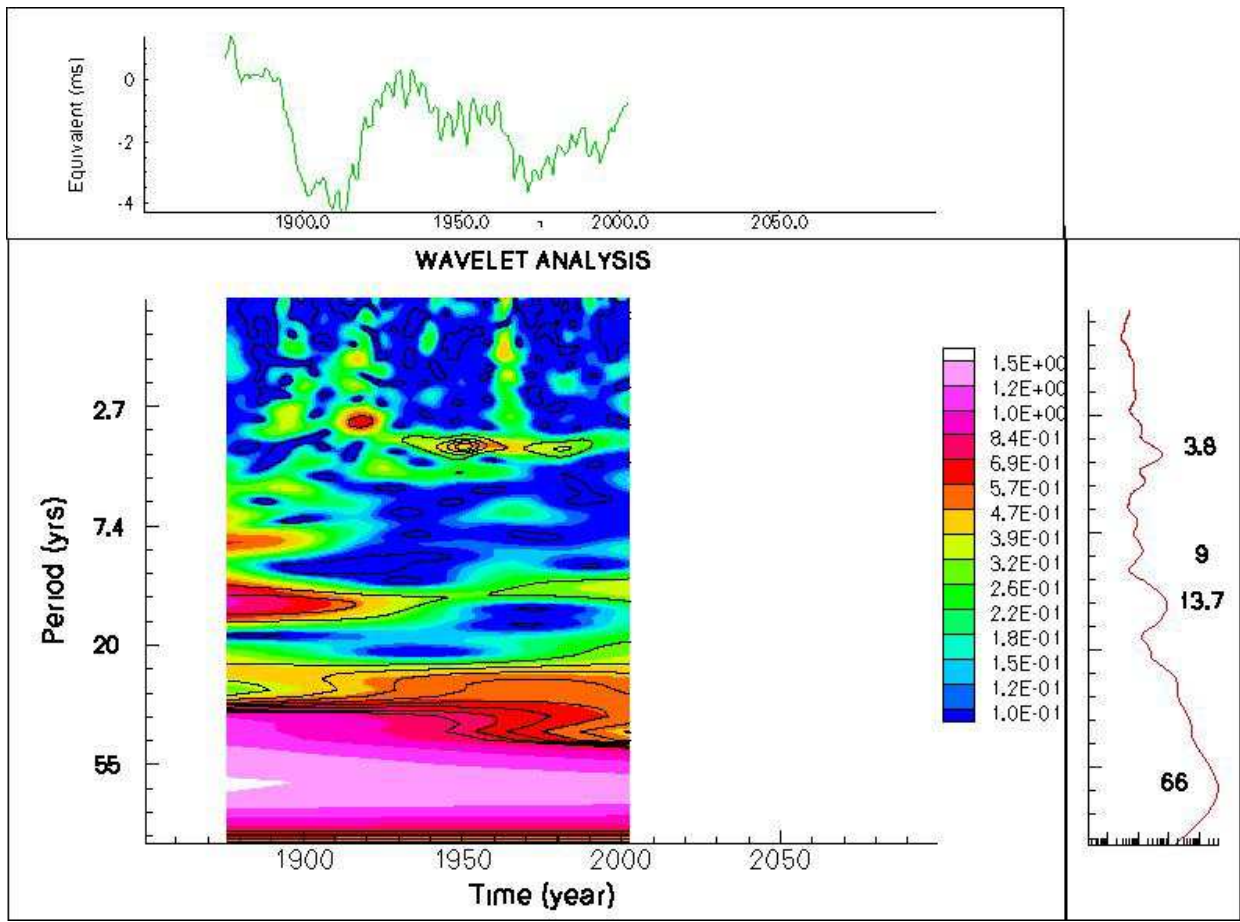 Equivalent (ms)
0
-2
-4
1900.0 1950.0 2000.0 2050.0
WAVELET ANALYSIS
Period (yrs)
2.7
7.4
20
55
1900 1950 2000 2050
Time (year)
1.5E+00
1.2E+00
1.0E+00
8.4E-01
6.9E-01
5.7E-01
4.7E-01
3.9E-01
3.2E-01
2.6E-01
2.2E-01
1.8E-01
1.5E-01
1.2E-01
1.0E-01
3.8
9
13.7
66